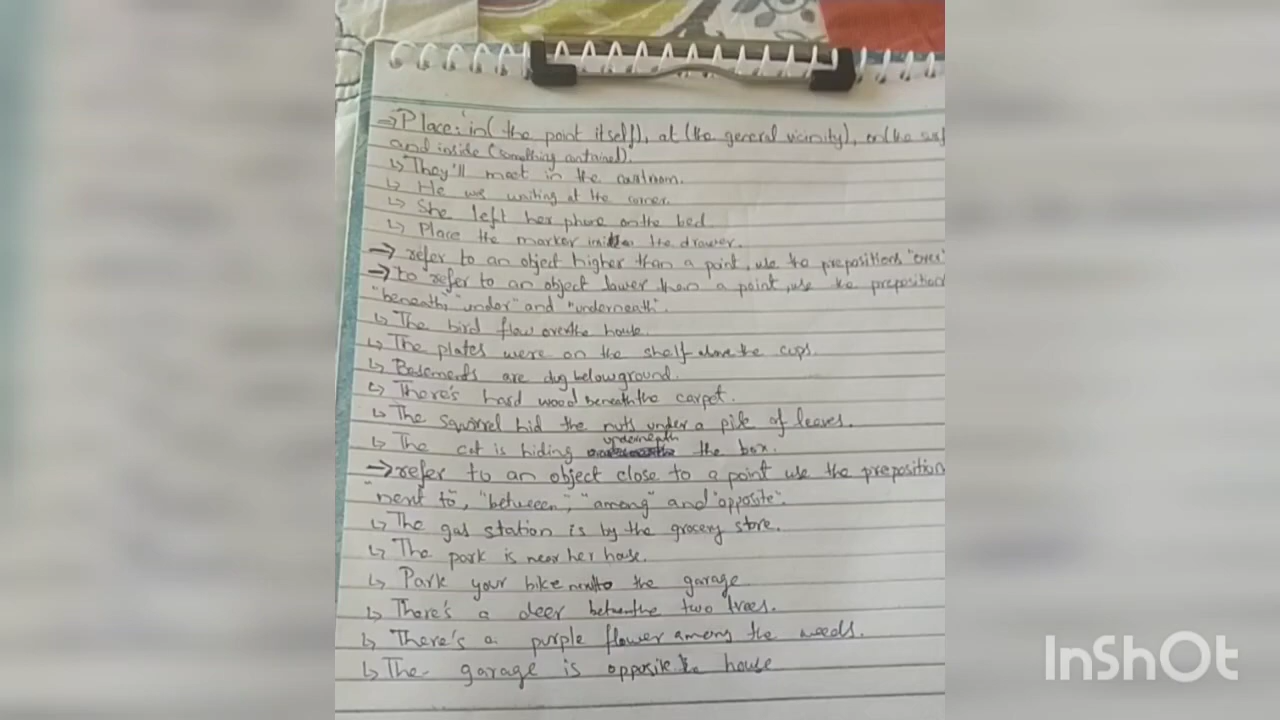 → Place: in (the point itself), at (the general vicinity), on (the
and inside (something contained).
↳ They'll meet in the
↳ He was waiting at the corner.
↳ She left her phone on the bed.
↳ Place the marker inside the drawer.
→ refer to an object higher than a point, use the prepositions "over"
→ to refer to an object lower than a point, use the preposition
"beneath," "under" and "underneath".
↳ The bird flew over the house.
↳ The plates were on the shelf above the cups.
↳ Basements are dug below ground.
↳ There's hard wood beneath the carpet.
↳ The squirrel hid the nuts under a pile of leaves.
↳ The cat is hiding underneath the box.
→ refer to an object close to a point use the preposition
"next to", "between", "among" and "opposite".
↳ The gas station is by the grocery store.
↳ The park is near her house.
↳ Park your bike next to the garage
↳ There's a deer between the two trees.
↳ There's a purple flower among the weeds.
↳ The garage is opposite the house
InShOt